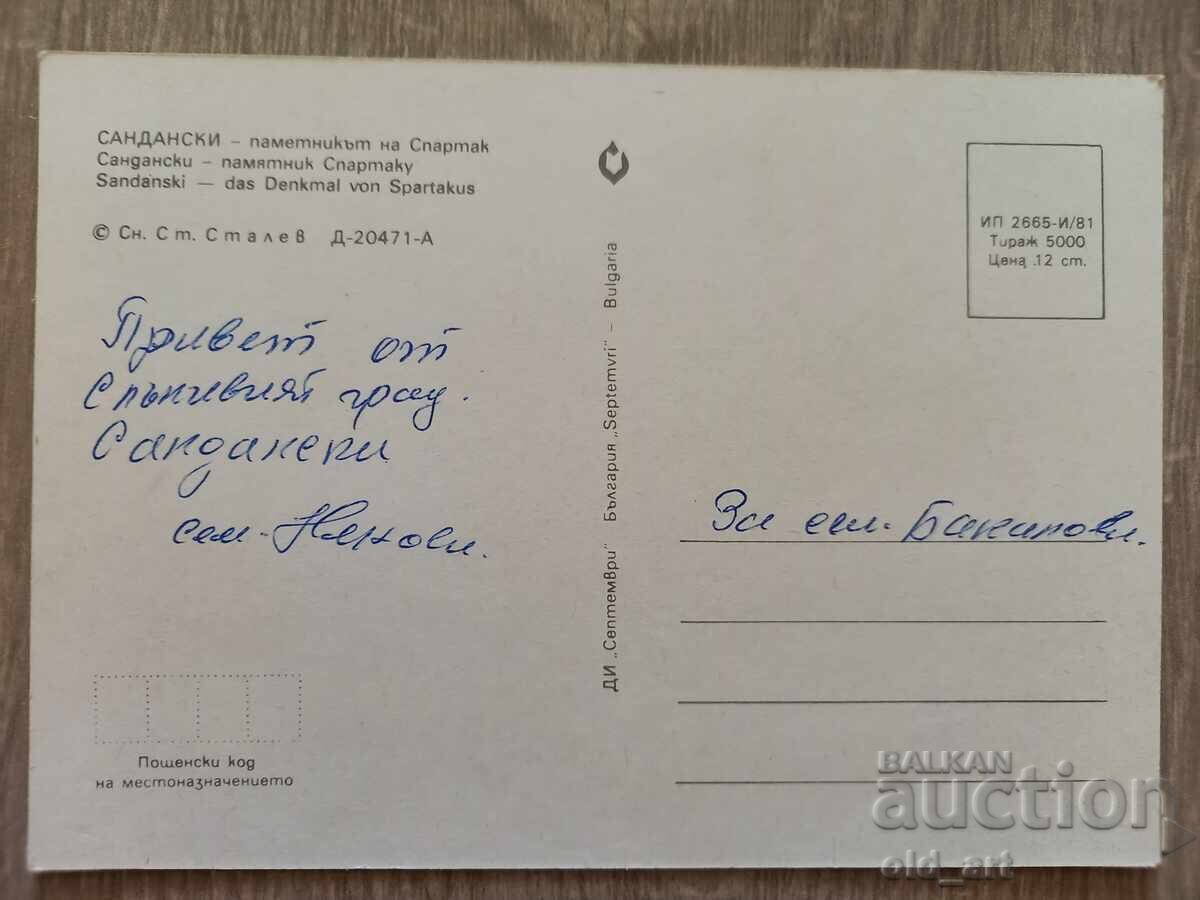 САНДАНСКИ – паметникът на Спартак
Сандански – памятник Спартаку
Sandanski — das Denkmal von Spartakus
© Сн. Ст. Сталев Д-20471-А
Привет от
Слънчевият град.
Сандански
сем.
ИП 2665-И/81
Тираж 5000
Цена .12 ст.
ДИ „Септември" България „Septemvri" – Bulgaria
За сем.
Пощенски код
на местоназначението
BALKAN
auction
old_art